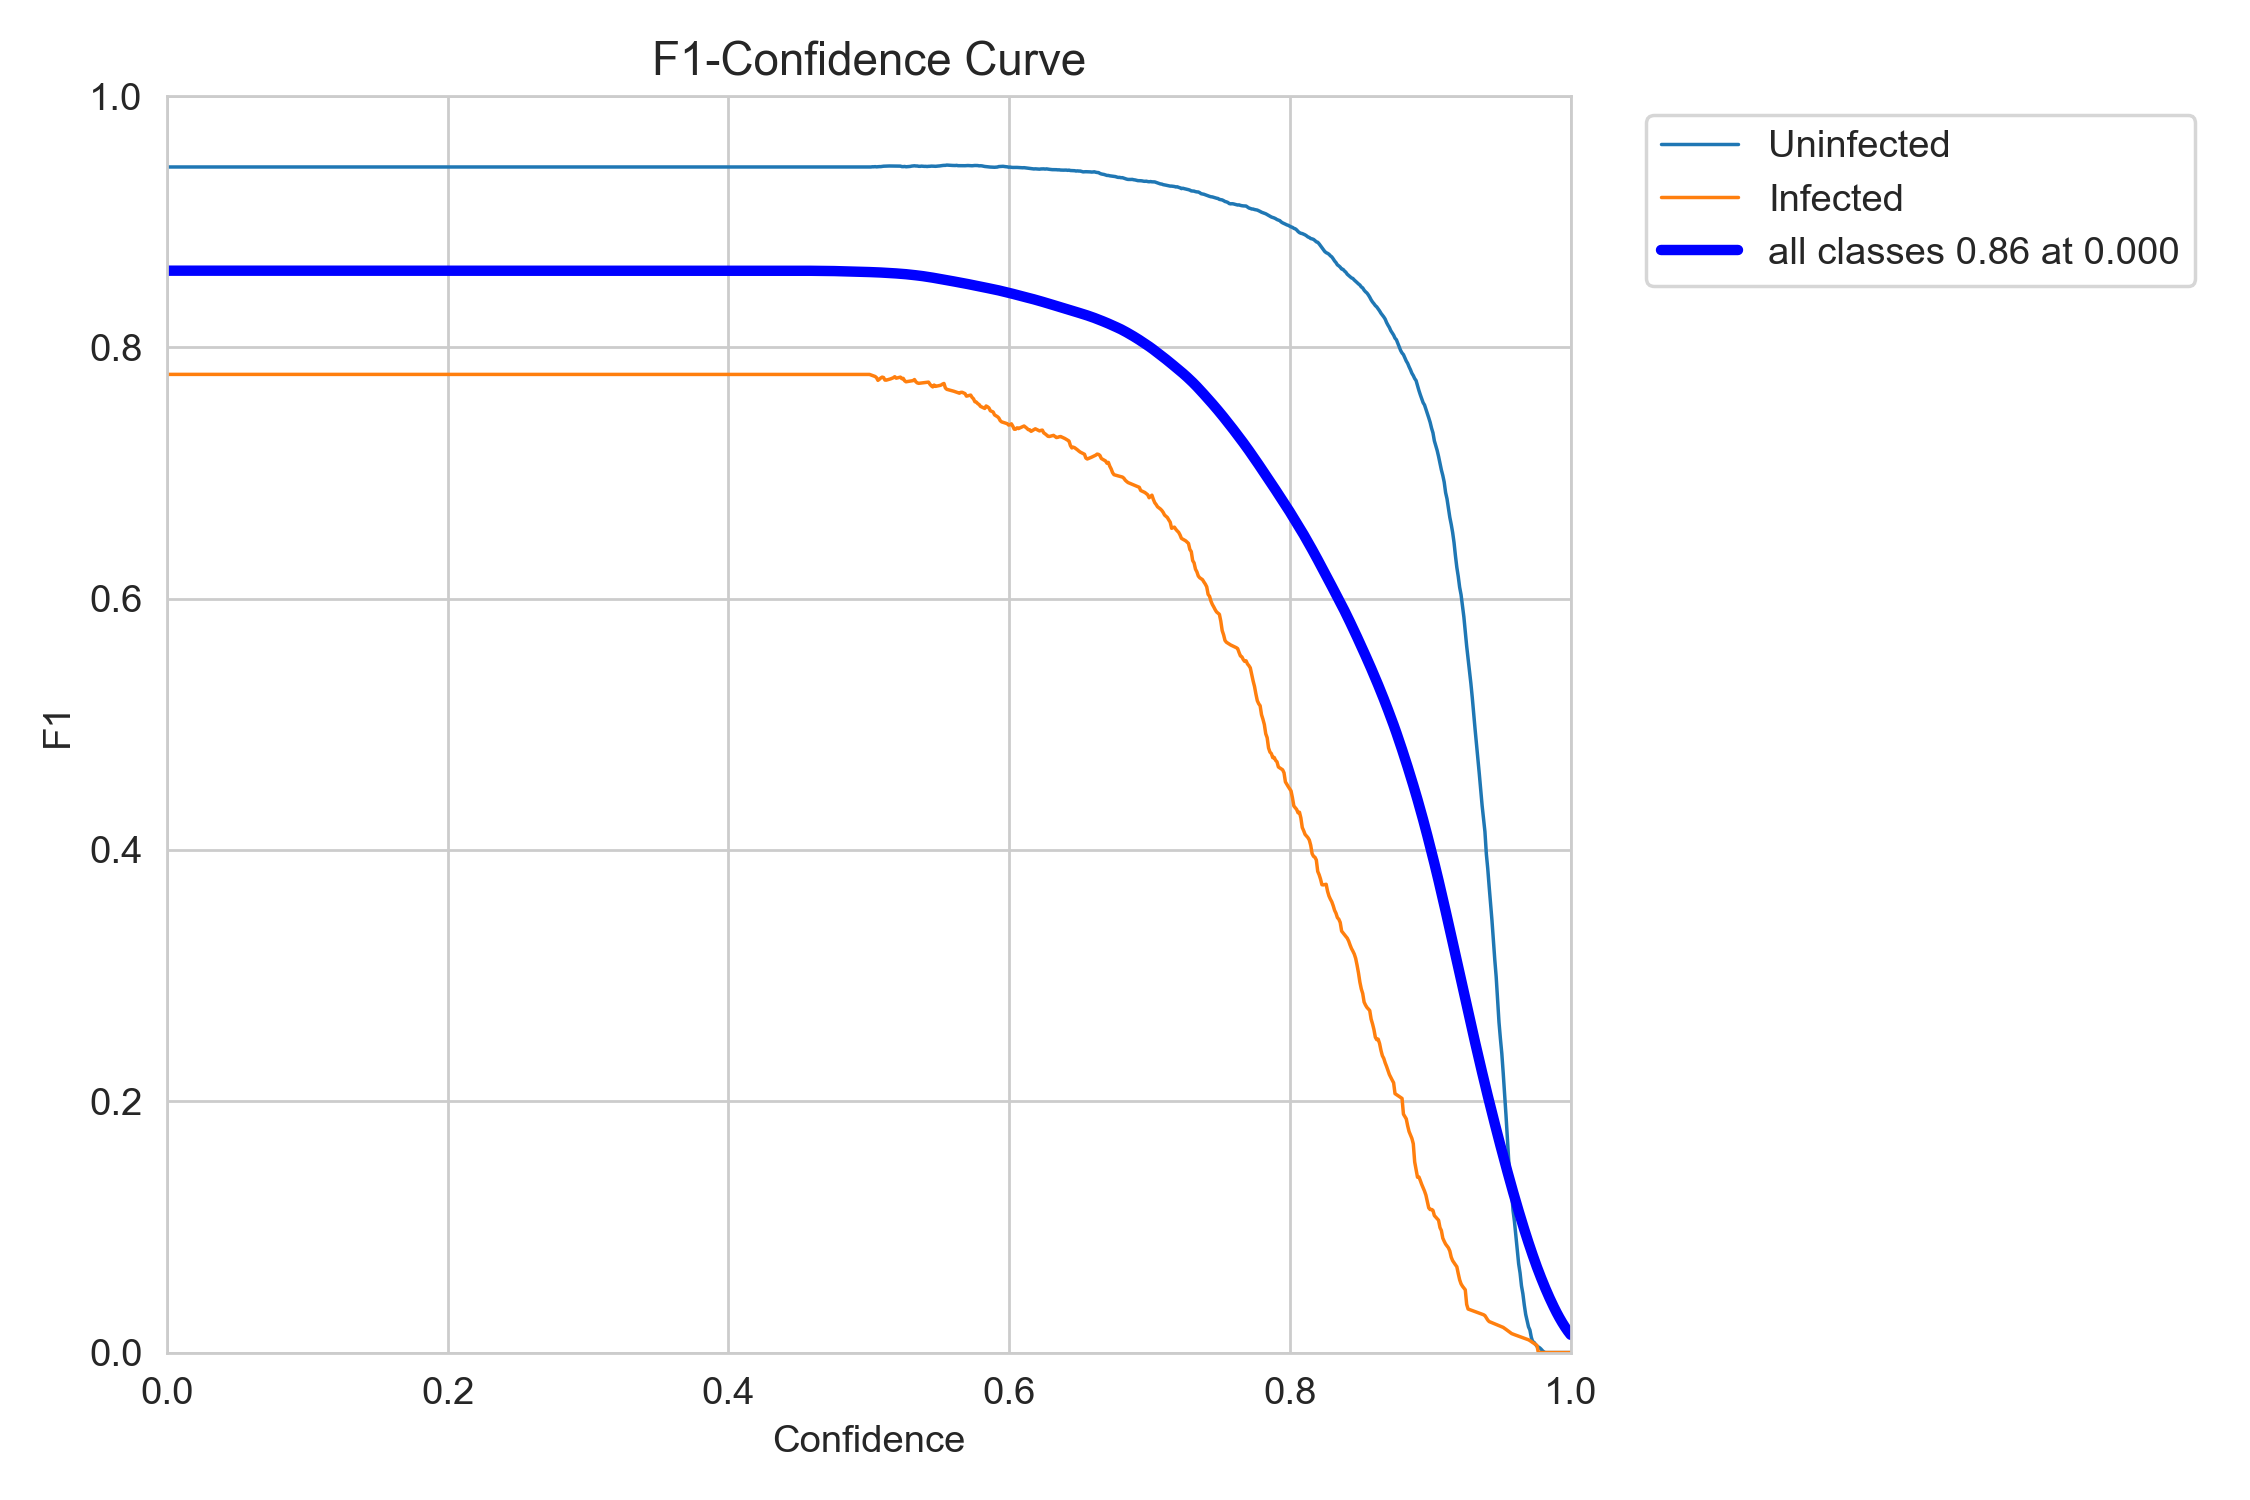 F1-Confidence Curve
1.0
0.8
0.6
0.4
0.2
0.0
F1
0.0 0.2 0.4 0.6 0.8 1.0
Confidence
Uninfected
Infected
all classes 0.86 at 0.000